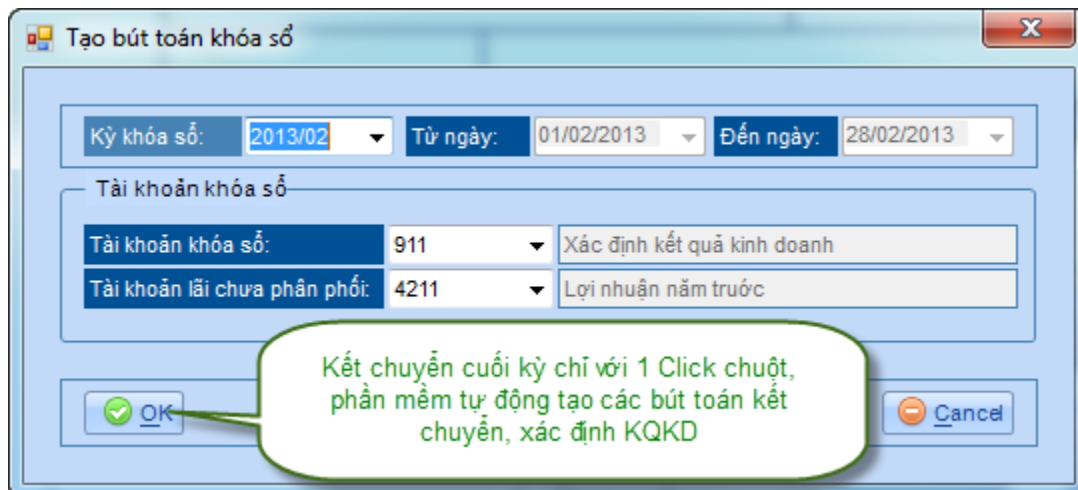 Tạo bút toán khóa sổ
Kỳ khóa sổ: 2013/02 Từ ngày: 01/02/2013 Đến ngày: 28/02/2013
Tài khoản khóa sổ
Tài khoản khóa sổ: 911 Xác định kết quả kinh doanh
Tài khoản lãi chưa phân phối: 4211 Lợi nhuận năm trước
Kết chuyển cuối kỳ chỉ với 1 Click chuột,
phần mềm tự động tạo các bút toán kết
chuyển, xác định KQKD
OK Cancel